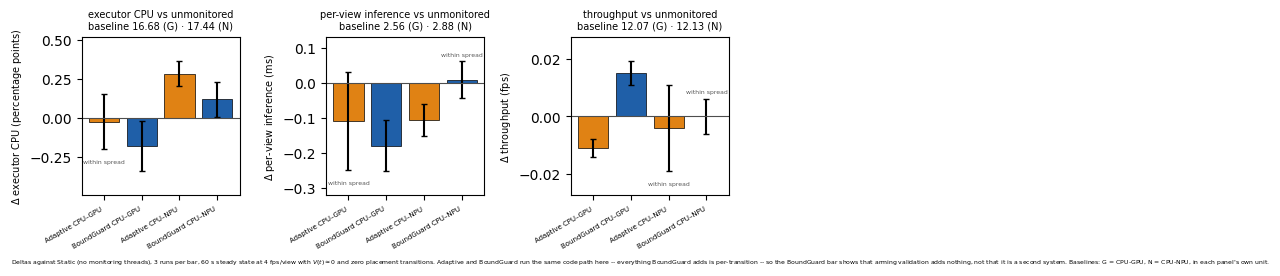 executor CPU vs unmonitored
baseline 16.68 (G) · 17.44 (N)
Δ executor CPU (percentage points)
0.50
0.25
0.00
−0.25
within spread
Adaptive CPU–GPU
BoundGuard CPU–GPU
Adaptive CPU–NPU
BoundGuard CPU–NPU
per-view inference vs unmonitored
baseline 2.56 (G) · 2.88 (N)
Δ per-view inference (ms)
0.1
0.0
−0.1
−0.2
−0.3
within spread
within spread
Adaptive CPU–GPU
BoundGuard CPU–GPU
Adaptive CPU–NPU
BoundGuard CPU–NPU
throughput vs unmonitored
baseline 12.07 (G) · 12.13 (N)
Δ throughput (fps)
0.02
0.00
−0.02
within spread
within spread
Adaptive CPU–GPU
BoundGuard CPU–GPU
Adaptive CPU–NPU
BoundGuard CPU–NPU
Deltas against Static (no monitoring threads), 3 runs per bar, 60 s steady state at 4 fps/view with V(t)=0 and zero placement transitions. Adaptive and BoundGuard run the same codepath here -- everything BoundGuard adds is per-transition -- so the BoundGuard bar shows that arming validation adds nothing, not that it is a second system. Baselines: G = CPU-GPU, N = CPU-NPU, in each panel's own unit.